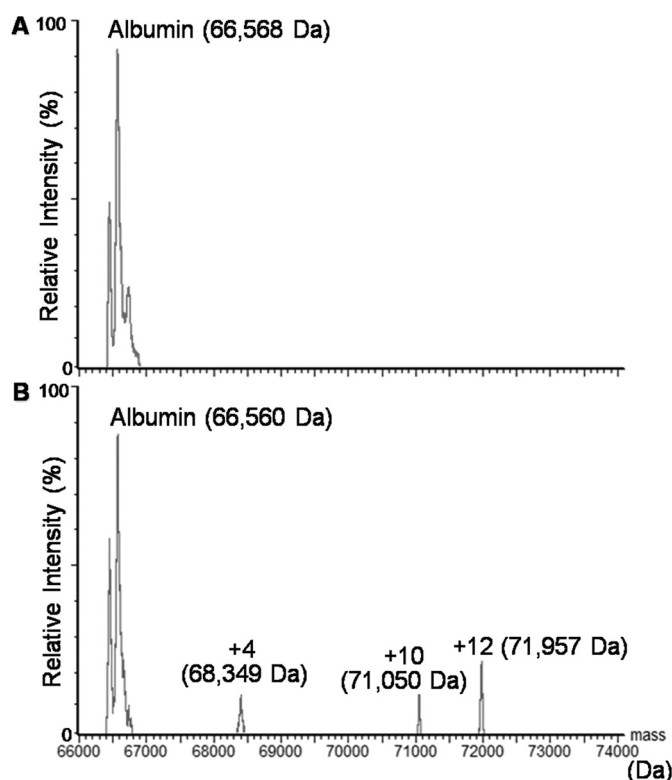 A
100
Albumin (66,568 Da)
Relative Intensity (%)
0
B
100
Albumin (66,560 Da)
Relative Intensity (%)
+4
(68,349 Da)
+10
(71,050 Da)
+12 (71,957 Da)
0
66000 67000 68000 69000 70000 71000 72000 73000 74000
mass
(Da)